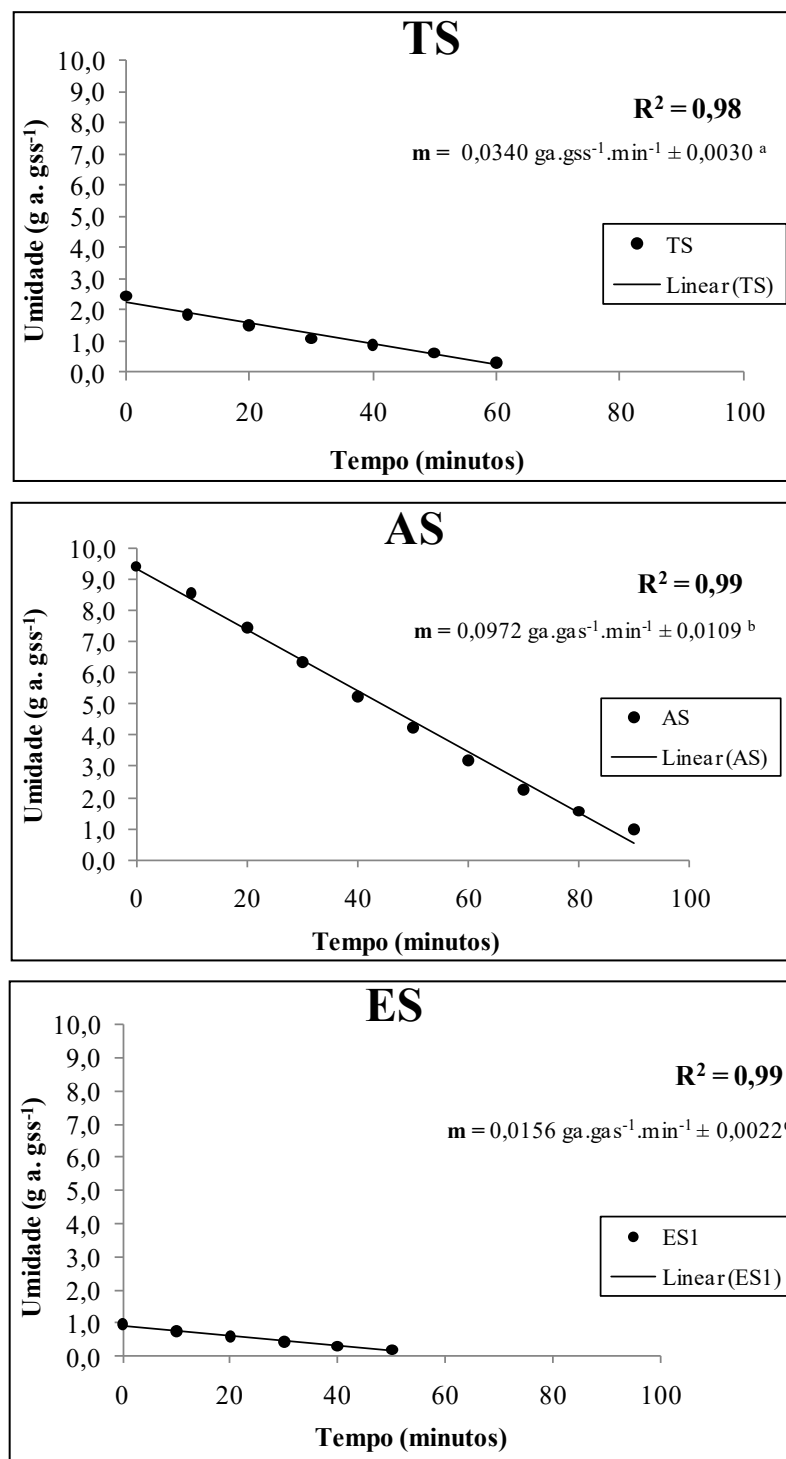 TS
R² = 0,98
m = 0,0340 ga.gss⁻¹.min⁻¹ ± 0,0030 ᵃ
Umidade (g a. gss⁻¹)
10,0
9,0
8,0
7,0
6,0
5,0
4,0
3,0
2,0
1,0
0,0
TS
Linear (TS)
0 20 40 60 80 100
Tempo (minutos)
AS
R² = 0,99
m = 0,0972 ga.gas⁻¹.min⁻¹ ± 0,0109 ᵇ
Umidade (g a. gss⁻¹)
10,0
9,0
8,0
7,0
6,0
5,0
4,0
3,0
2,0
1,0
0,0
AS
Linear (AS)
0 20 40 60 80 100
Tempo (minutos)
ES
R² = 0,99
m = 0,0156 ga.gas⁻¹.min⁻¹ ± 0,0022
Umidade (g a. gss⁻¹)
10,0
9,0
8,0
7,0
6,0
5,0
4,0
3,0
2,0
1,0
0,0
ES1
Linear (ES1)
0 20 40 60 80 100
Tempo (minutos)